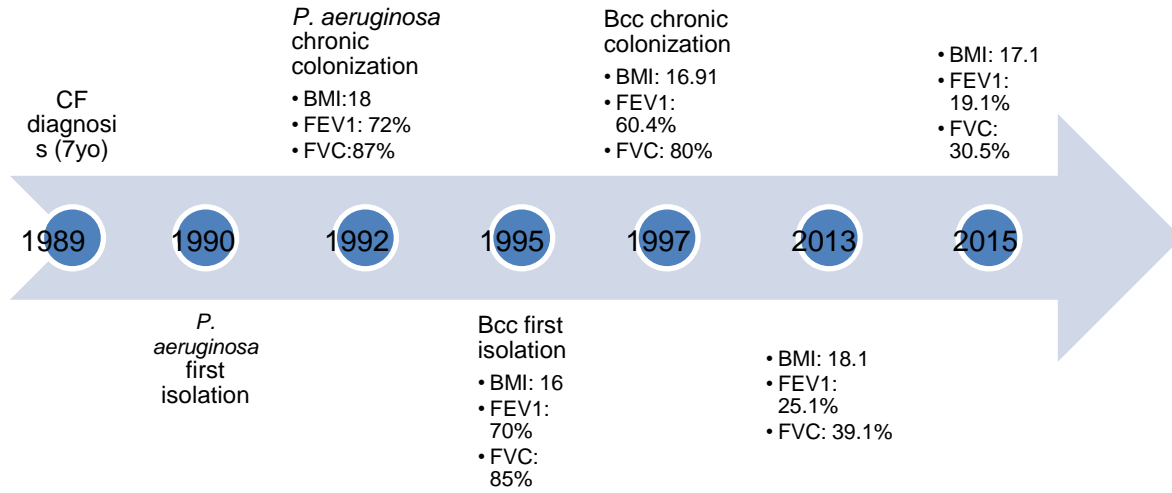 CF
diagnosi
s (7yo)
P. aeruginosa
chronic
colonization
• BMI:18
• FEV1: 72%
• FVC:87%
Bcc chronic
colonization
• BMI: 16.91
• FEV1:
60.4%
• FVC: 80%
• BMI: 17.1
• FEV1:
19.1%
• FVC:
30.5%
1989
1990
1992
1995
1997
2013
2015
P.
aeruginosa
first
isolation
Bcc first
isolation
• BMI: 16
• FEV1:
70%
• FVC:
85%
• BMI: 18.1
• FEV1:
25.1%
• FVC: 39.1%